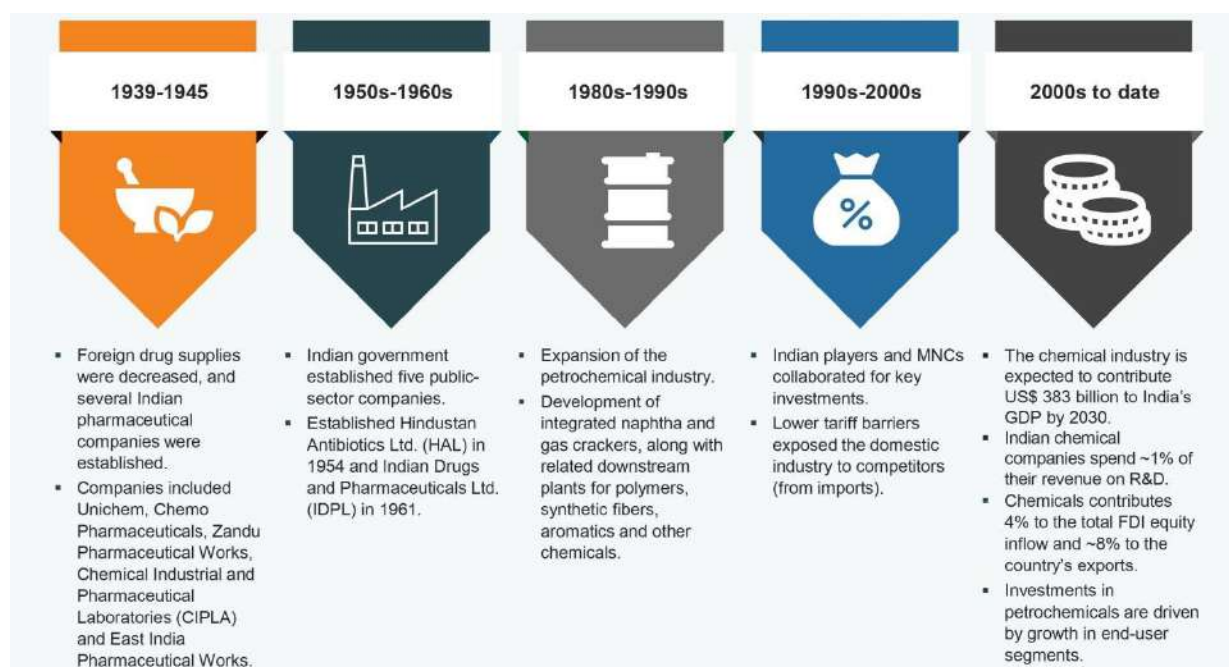 1939-1945
Foreign drug supplies
were decreased, and
several Indian
pharmaceutical
companies were
established.
Companies included
Unichem, Chemo
Pharmaceuticals, Zandu
Pharmaceutical Works,
Chemical Industrial and
Pharmaceutical
Laboratories (CIPLA)
and East India
Pharmaceutical Works.
1950s-1960s
Indian government
established five public-
sector companies.
Established Hindustan
Antibiotics Ltd. (HAL) in
1954 and Indian Drugs
and Pharmaceuticals Ltd.
(IDPL) in 1961.
1980s-1990s
Expansion of the
petrochemical industry.
Development of
integrated naphtha and
gas crackers, along with
related downstream
plants for polymers,
synthetic fibers,
aromatics and other
chemicals.
1990s-2000s
%
Indian players and MNCs
collaborated for key
investments.
Lower tariff barriers
exposed the domestic
industry to competitors
(from imports).
2000s to date
The chemical industry is
expected to contribute
US$ 383 billion to India's
GDP by 2030.
Indian chemical
companies spend ~1% of
their revenue on R&D.
Chemicals contributes
4% to the total FDI equity
inflow and ~8% to the
country's exports.
Investments in
petrochemicals are driven
by growth in end-user
segments.